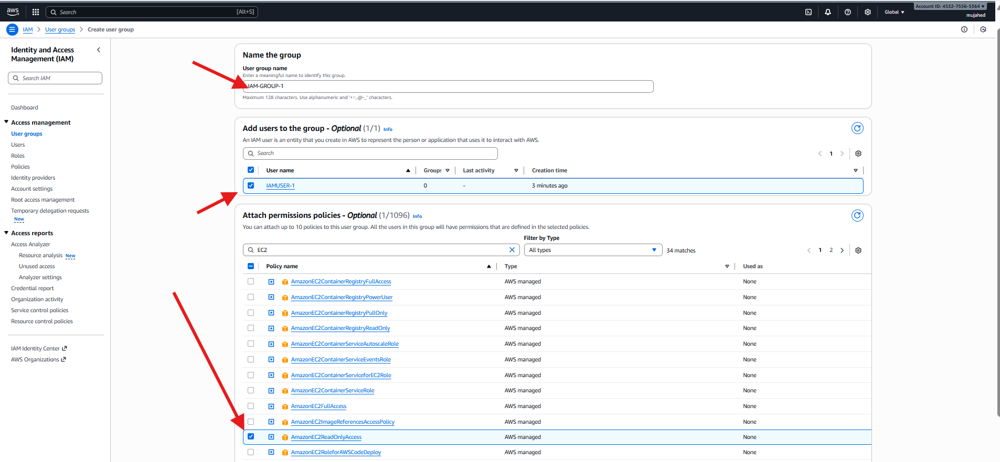 aws
Search [Alt+S]
Global
Account ID: 4532-7556-5364
mujahed
IAM > User groups > Create user group
Identity and Access
Management (IAM)
Search IAM
Dashboard
Access management
User groups
Users
Roles
Policies
Identity providers
Account settings
Root access management
Temporary delegation requests
New
Access reports
Access Analyzer
Resource analysis New
Unused access
Analyzer settings
Credential report
Organization activity
Service control policies
Resource control policies
IAM Identity Center
AWS Organizations
Name the group
User group name
Enter a meaningful name to identify this group.
IAM-GROUP-1
Maximum 128 characters. Use alphanumeric and '+=,.@-_' characters.
Add users to the group - Optional (1/1) Info
An IAM user is an entity that you create in AWS to represent the person or application that uses it to interact with AWS.
Search
1
User name Groups Last activity Creation time
IAMUSER-1 0 - 3 minutes ago
Attach permissions policies - Optional (1/1096) Info
You can attach up to 10 policies to this user group. All the users in this group will have permissions that are defined in the selected policies.
Filter by Type
EC2 All types 34 matches 1 2
Policy name Type Used as
AmazonEC2ContainerRegistryFullAccess AWS managed None
AmazonEC2ContainerRegistryPowerUser AWS managed None
AmazonEC2ContainerRegistryPullOnly AWS managed None
AmazonEC2ContainerRegistryReadOnly AWS managed None
AmazonEC2ContainerServiceAutoscaleRole AWS managed None
AmazonEC2ContainerServiceEventsRole AWS managed None
AmazonEC2ContainerServiceforEC2Role AWS managed None
AmazonEC2ContainerServiceRole AWS managed None
AmazonEC2FullAccess AWS managed None
AmazonEC2ImageReferencesAccessPolicy AWS managed None
AmazonEC2ReadOnlyAccess AWS managed None
AmazonEC2RoleforAWSCodeDeploy AWS managed None